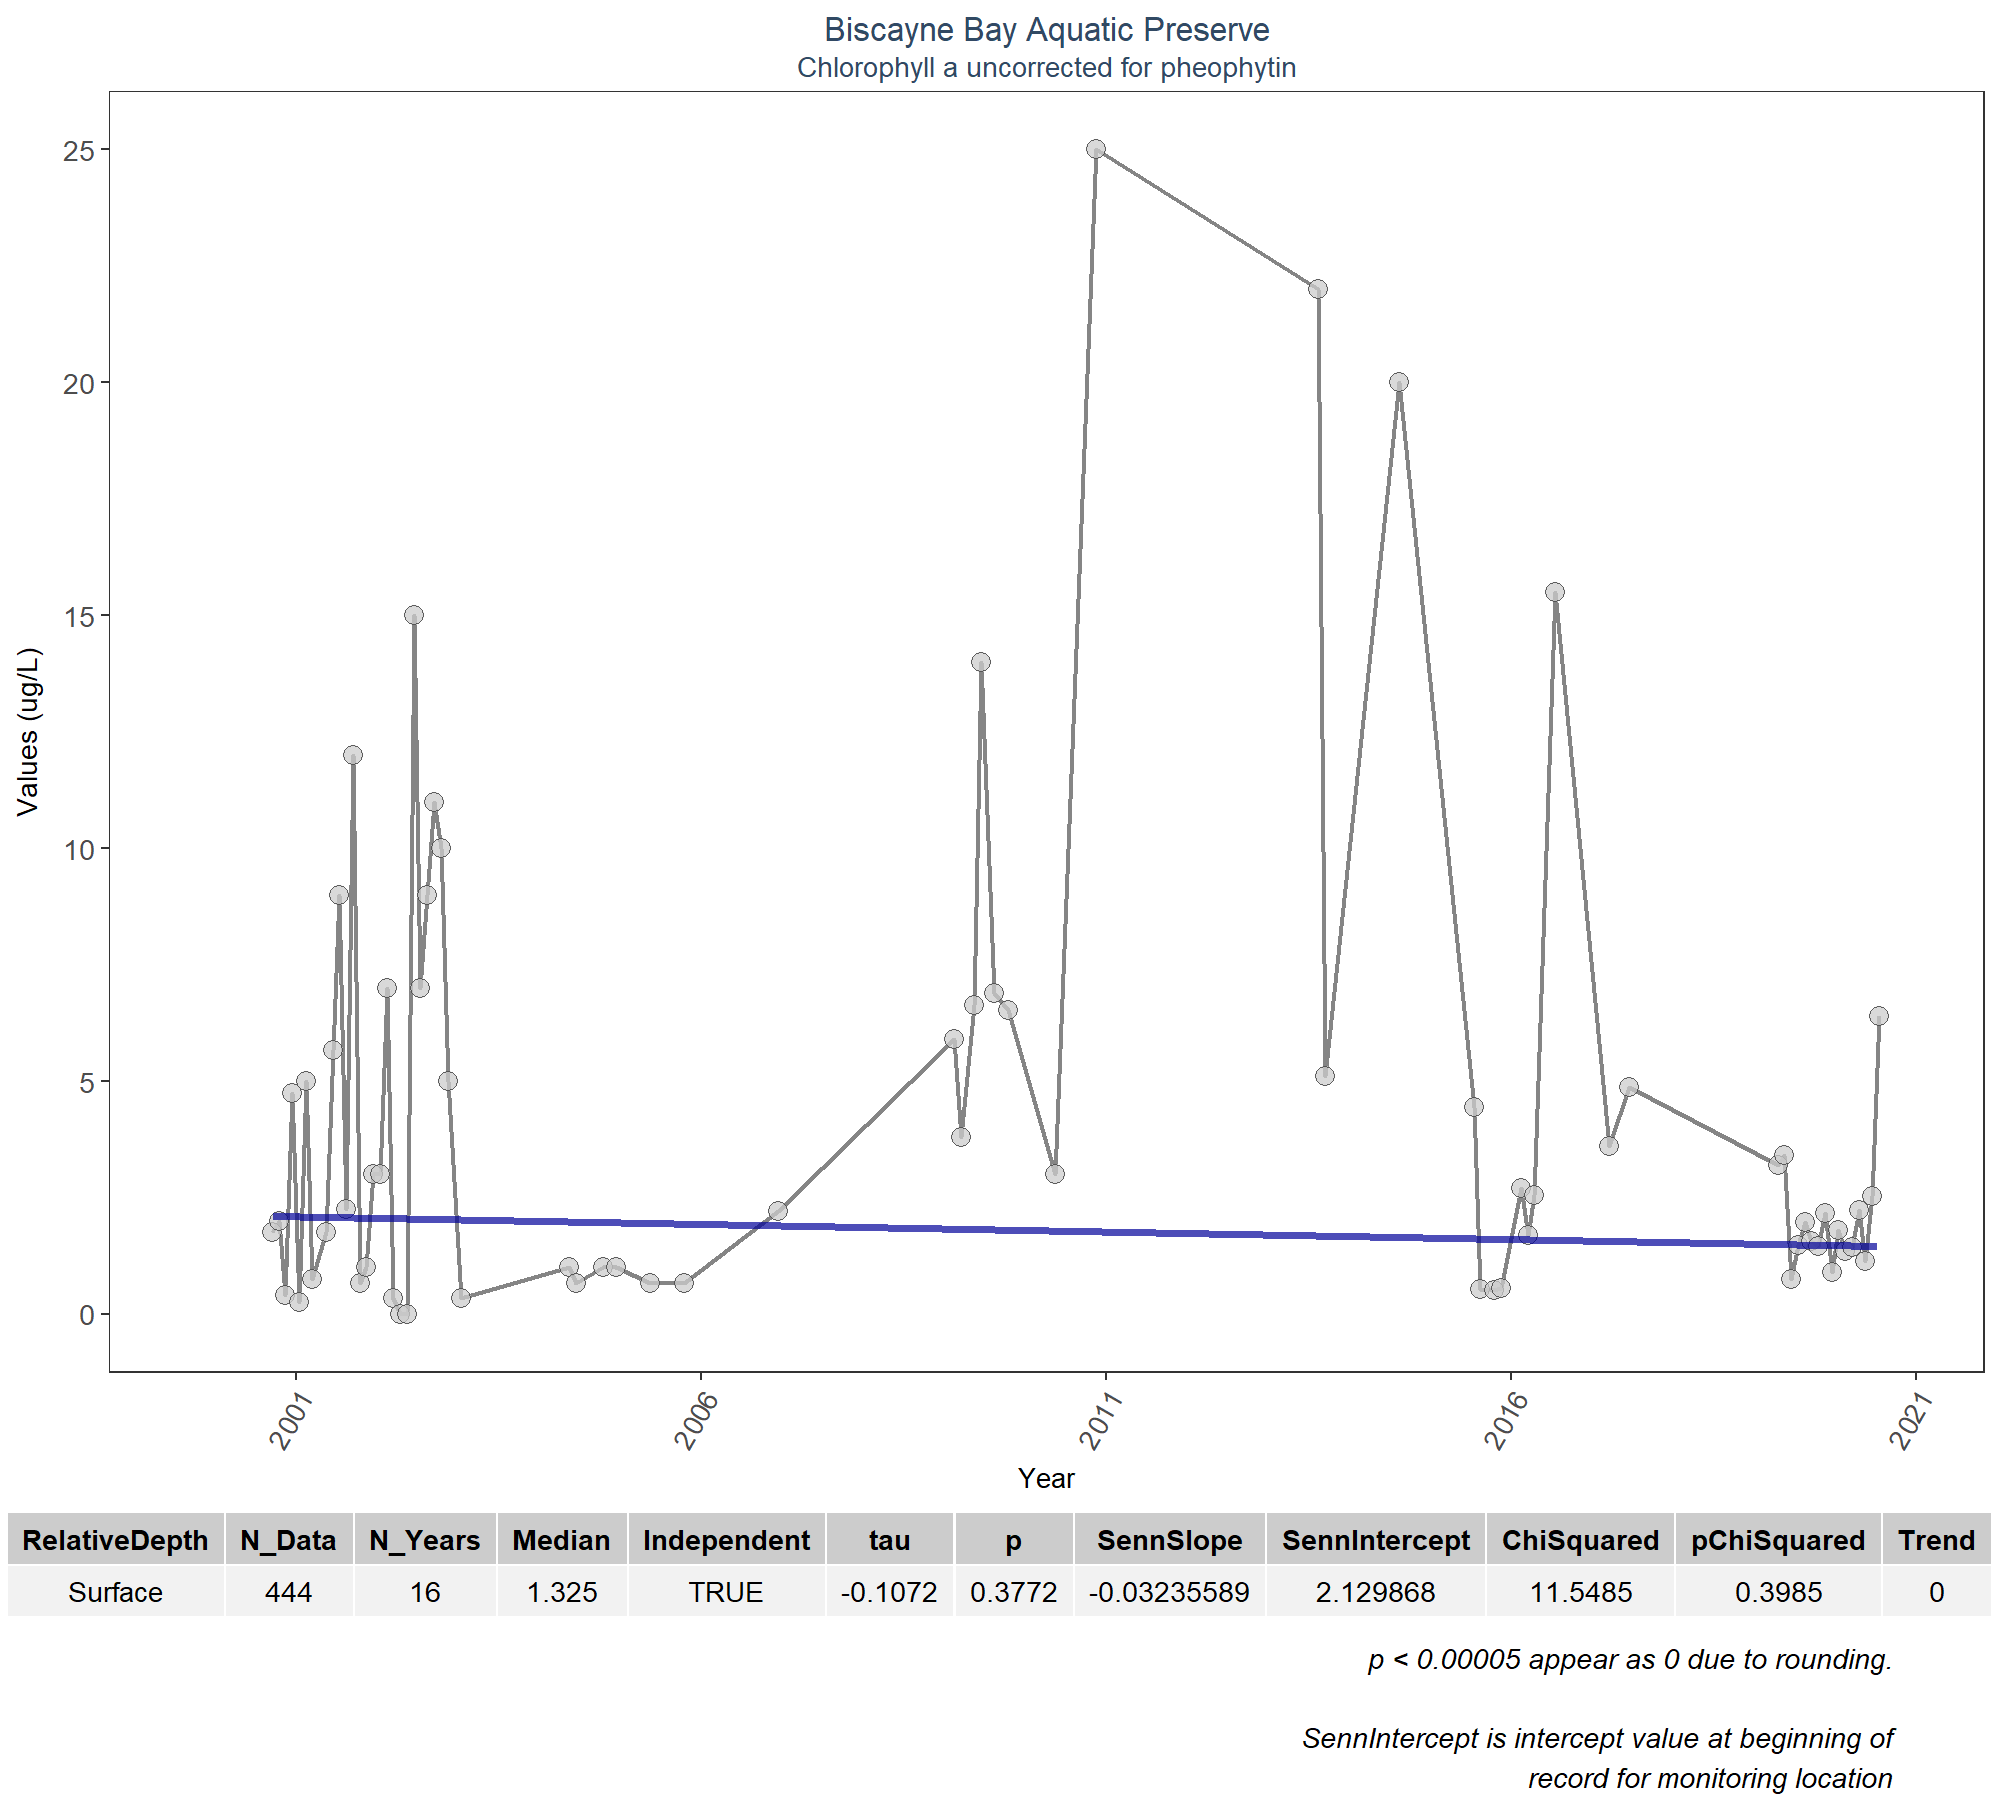 Biscayne Bay Aquatic Preserve
Chlorophyll a uncorrected for pheophytin
25
20
15
10
5
0
Values (ug/L)
2001
2006
2011
2016
2021
Year
RelativeDepth N_Data N_Years Median Independent tau p SennSlope SennIntercept ChiSquared pChiSquared Trend
Surface 444 16 1.325 TRUE -0.1072 0.3772 -0.03235589 2.129868 11.5485 0.3985 0
p < 0.00005 appear as 0 due to rounding.
SennIntercept is intercept value at beginning of
record for monitoring location